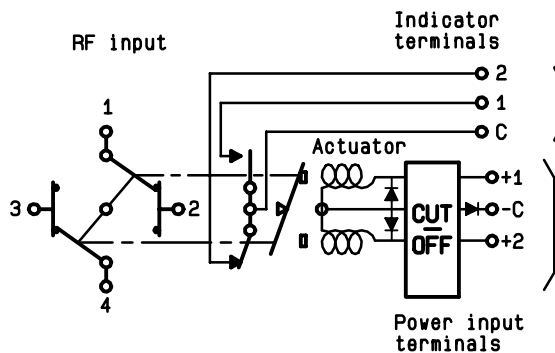 Indicator
terminals
RF input
2
1
C
1
Actuator
3
2
4
CUT
OFF
+1
-C
+2
Power input
terminals